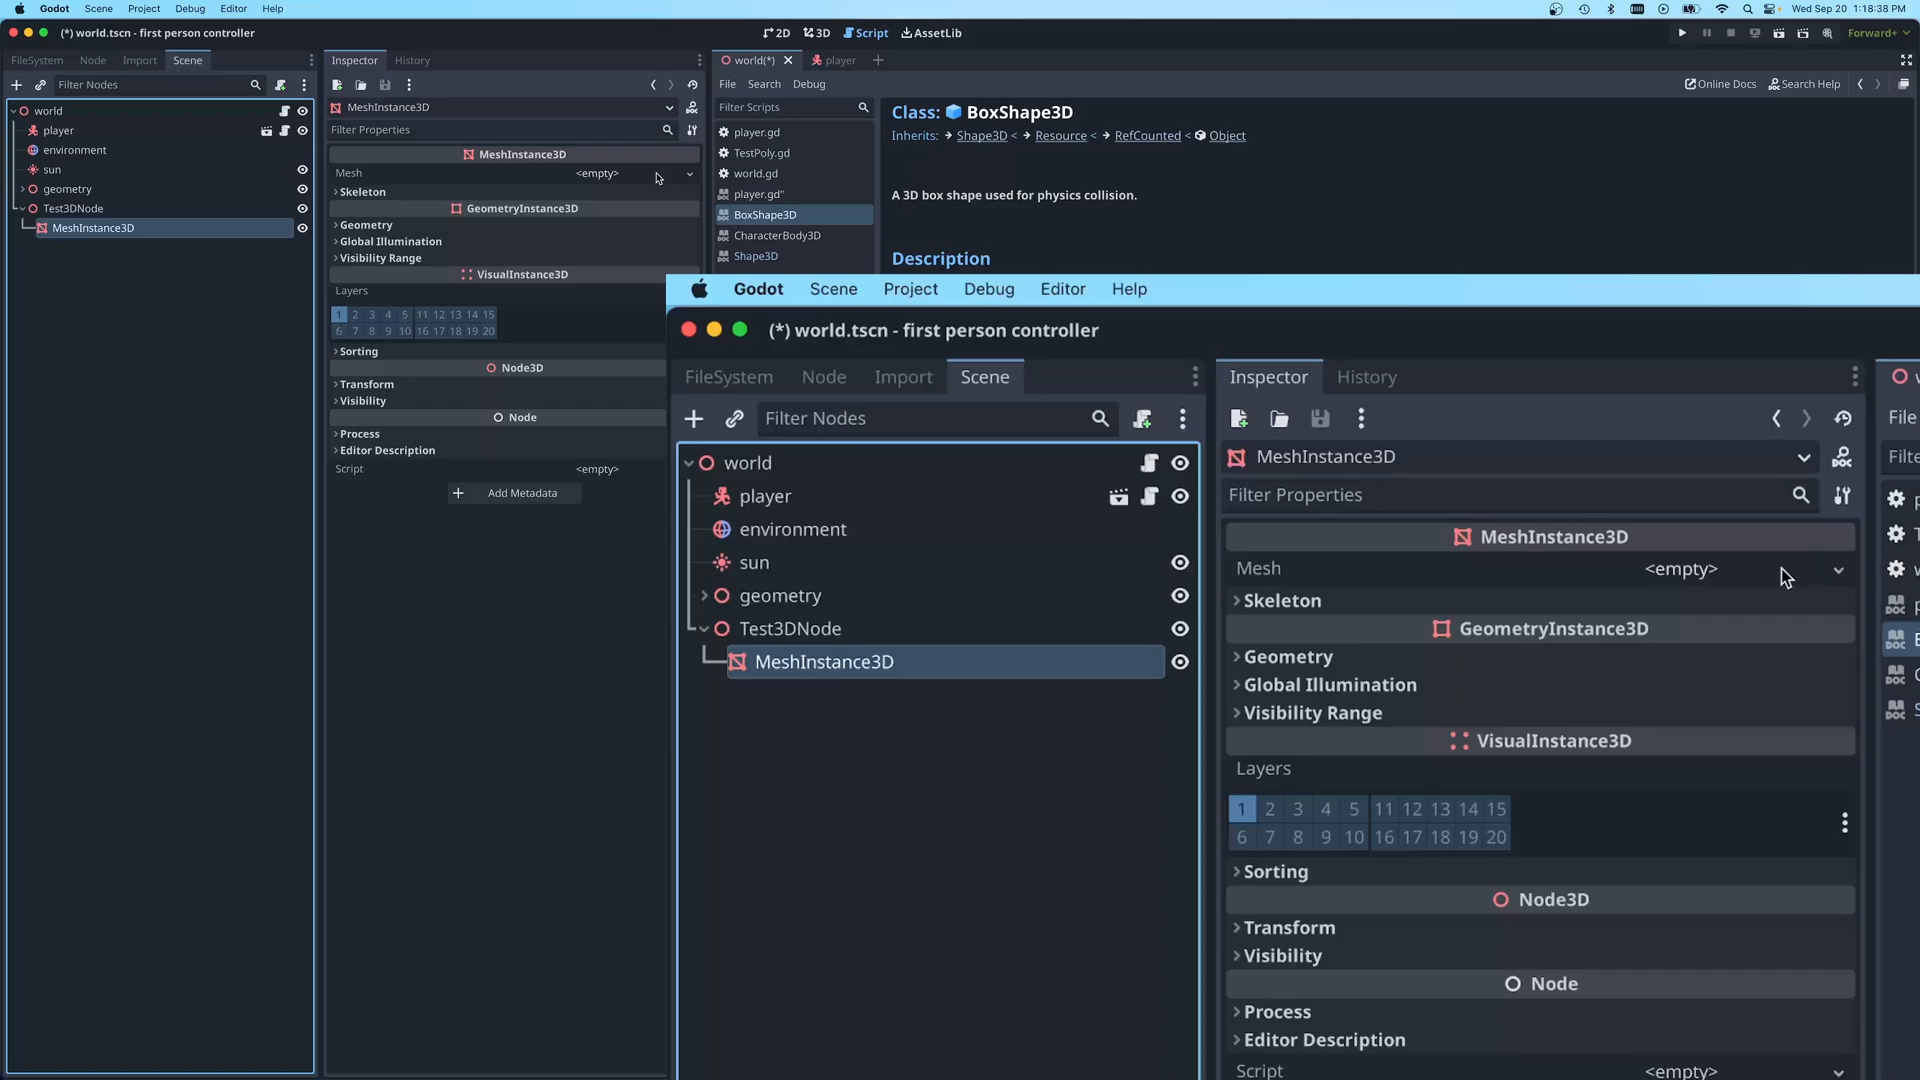 Godot Scene Project Debug Editor Help Wed Sep 20 1:18:38 PM
(*) world.tscn - first person controller 2D 3D Script AssetLib Forward+
FileSystem Node Import Scene
Filter Nodes
world
player
environment
sun
geometry
Test3DNode
MeshInstance3D
Inspector History
MeshInstance3D
Filter Properties
MeshInstance3D
Mesh <empty>
Skeleton
GeometryInstance3D
Geometry
Global Illumination
Visibility Range
VisualInstance3D
Layers
1 2 3 4 5 11 12 13 14 15
6 7 8 9 10 16 17 18 19 20
Sorting
Node3D
Transform
Visibility
Node
Process
Editor Description
Script <empty>
Add Metadata
world(*) player
File Search Debug Online Docs Search Help
Filter Scripts
player.gd
TestPoly.gd
world.gd
player.gd"
BoxShape3D
CharacterBody3D
Shape3D
Class: BoxShape3D
Inherits: Shape3D < Resource < RefCounted < Object
A 3D box shape used for physics collision.
Description
Godot Scene Project Debug Editor Help
(*) world.tscn - first person controller
FileSystem Node Import Scene
Filter Nodes
world
player
environment
sun
geometry
Test3DNode
MeshInstance3D
Inspector History
MeshInstance3D
Filter Properties
MeshInstance3D
Mesh <empty>
Skeleton
GeometryInstance3D
Geometry
Global Illumination
Visibility Range
VisualInstance3D
Layers
1 2 3 4 5 11 12 13 14 15
6 7 8 9 10 16 17 18 19 20
Sorting
Node3D
Transform
Visibility
Node
Process
Editor Description
Script <empty>
File